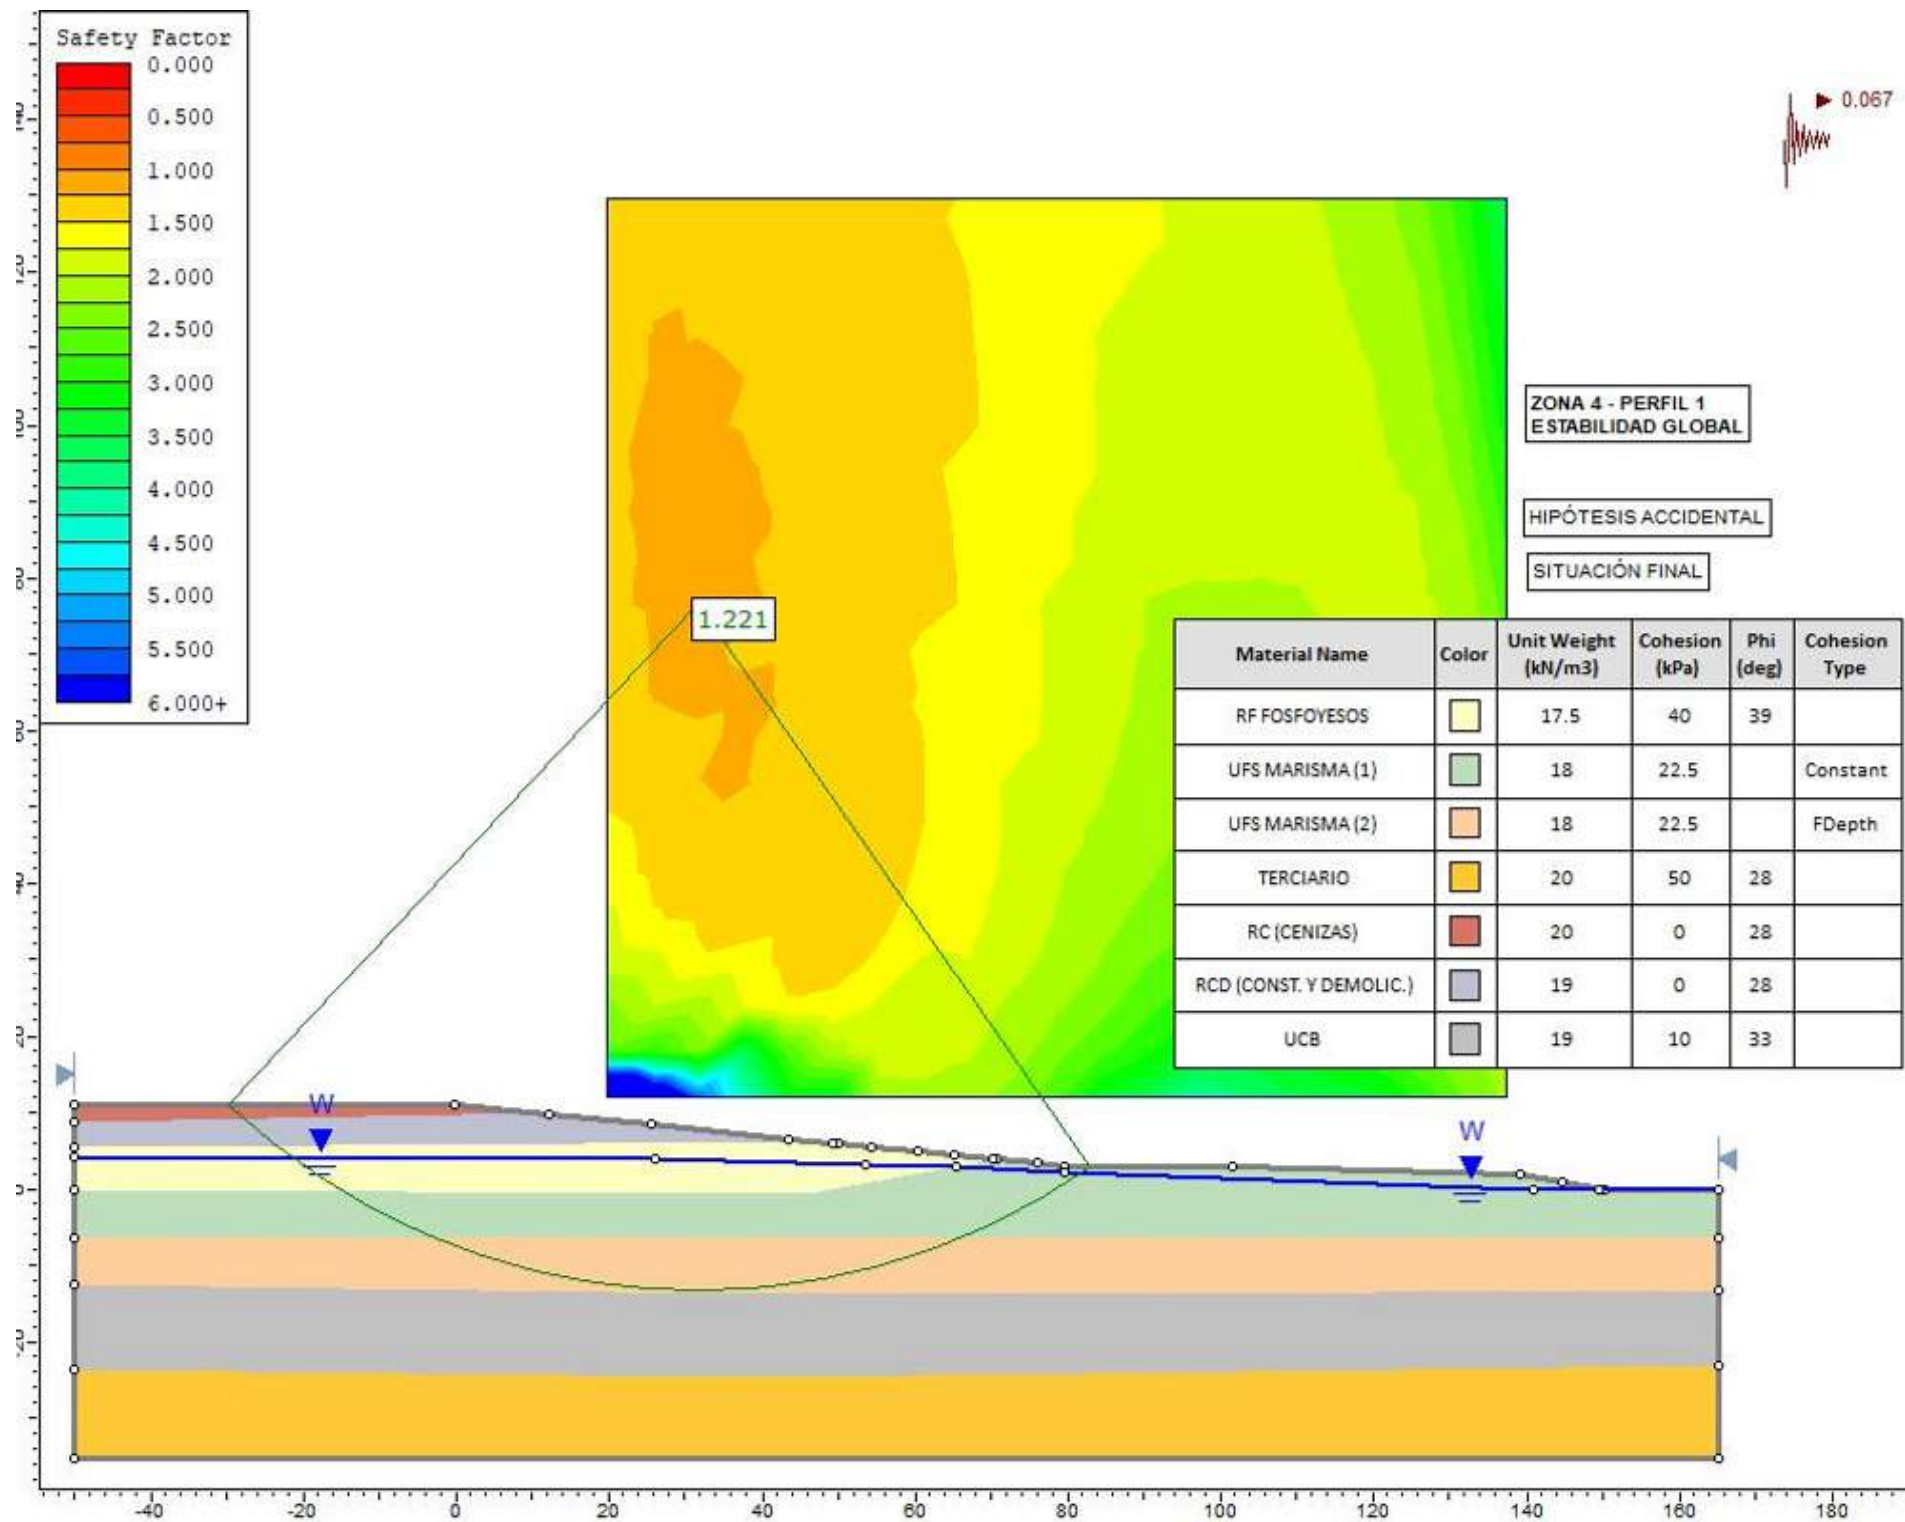 Safety Factor
0.000
0.500
1.000
1.500
2.000
2.500
3.000
3.500
4.000
4.500
5.000
5.500
6.000+
0.067
ZONA 4 - PERFIL 1
ESTABILIDAD GLOBAL
HIPÓTESIS ACCIDENTAL
SITUACIÓN FINAL
1.221
Material Name Color Unit Weight (kN/m3) Cohesion (kPa) Phi (deg) Cohesion Type
RF FOSFOYESOS 17.5 40 39
UFS MARISMA (1) 18 22.5 Constant
UFS MARISMA (2) 18 22.5 FDepth
TERCIARIO 20 50 28
RC (CENIZAS) 20 0 28
RCD (CONST. Y DEMOLIC.) 19 0 28
UCB 19 10 33
W
W
-40 -20 0 20 40 60 80 100 120 140 160 180